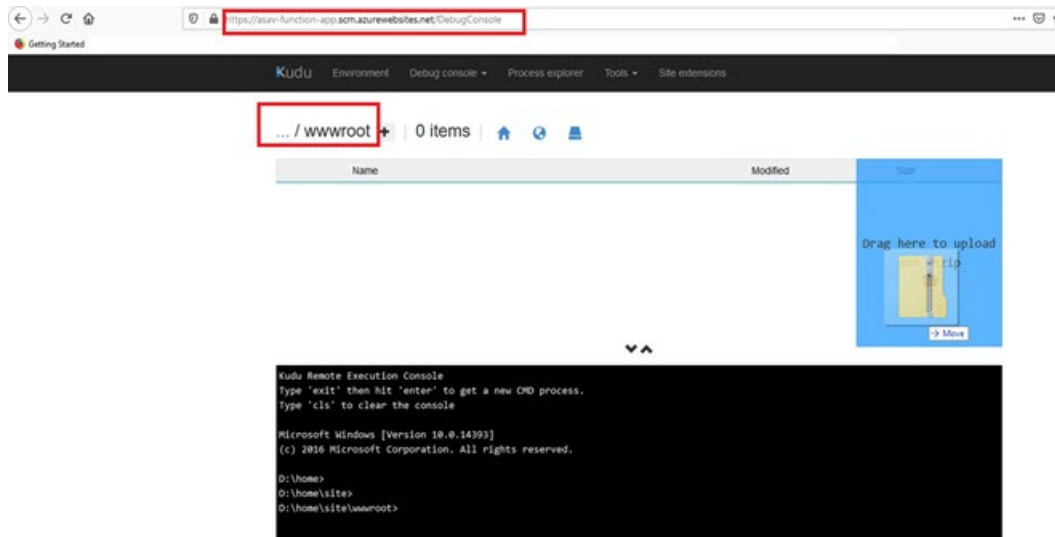 https://asav-function-app.scm.azurewebsites.net/DebugConsole
Getting Started
Kudu Environment Debug console Process explorer Tools Site extensions
... / wwwroot + 0 items
Name Modified Size
Drag here to upload
zip
Move
Kudu Remote Execution Console
Type 'exit' then hit 'enter' to get a new CMD process.
Type 'cls' to clear the console
Microsoft Windows [Version 10.0.14393]
(c) 2016 Microsoft Corporation. All rights reserved.
D:\home>
D:\home\site>
D:\home\site\wwwroot>